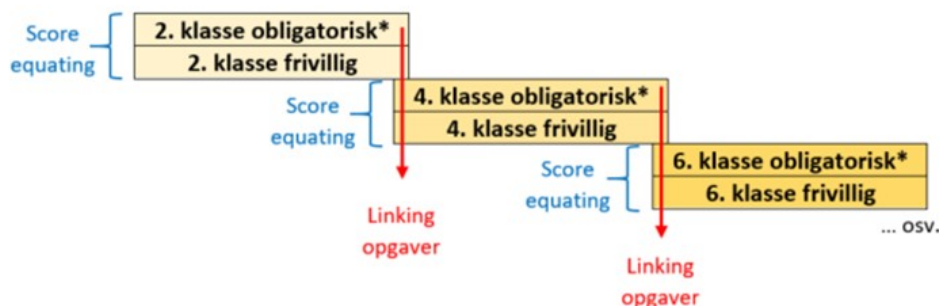 Score
equating
2. klasse obligatorisk*
2. klasse frivillig
Score
equating
4. klasse obligatorisk*
4. klasse frivillig
Score
equating
6. klasse obligatorisk*
6. klasse frivillig
... osv.
Linking
opgaver
Linking
opgaver